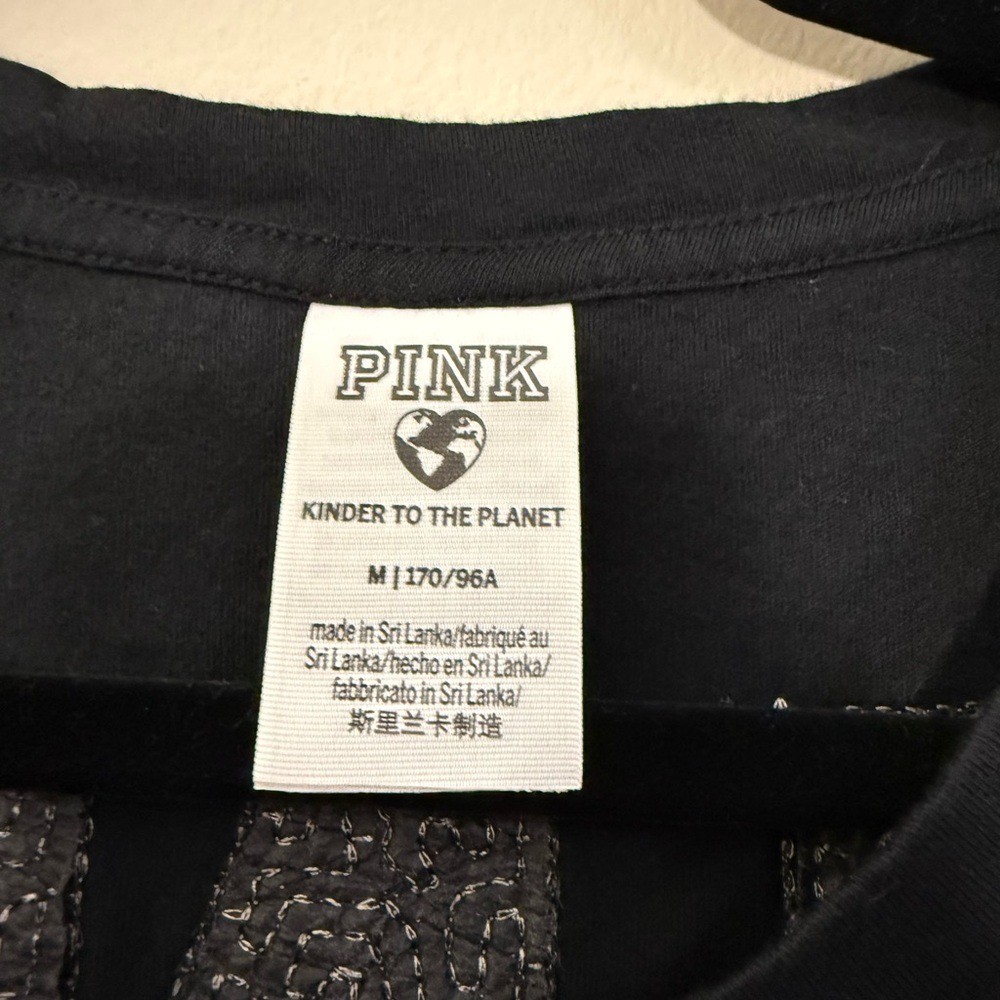 PINK
KINDER TO THE PLANET
M | 170/96A
made in Sri Lanka/fabriqué au
Sri Lanka/hecho en Sri Lanka/
fabbricato in Sri Lanka/
斯里兰卡制造